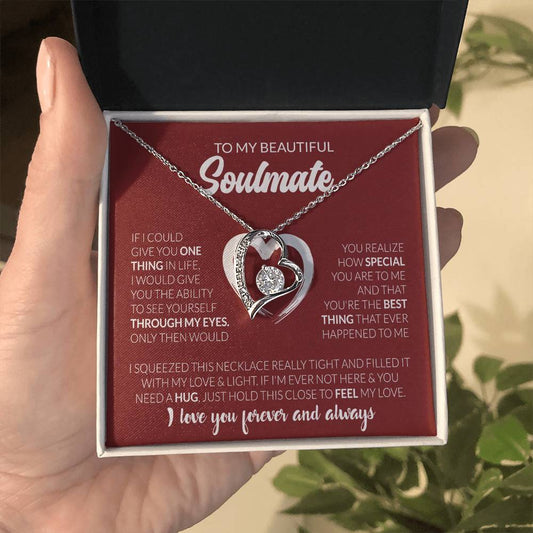 TO MY BEAUTIFUL
Soulmate
IF I COULD
GIVE YOU ONE
THING IN LIFE,
I WOULD GIVE
YOU THE ABILITY
TO SEE YOURSELF
THROUGH MY EYES.
ONLY THEN WOULD
YOU REALIZE
HOW SPECIAL
YOU ARE TO ME
AND THAT
YOU'RE THE BEST
THING THAT EVER
HAPPENED TO ME
I SQUEEZED THIS NECKLACE REALLY TIGHT AND FILLED IT
WITH MY LOVE & LIGHT. IF I'M EVER NOT HERE & YOU
NEED A HUG, JUST HOLD THIS CLOSE TO FEEL MY LOVE.
I love you forever and always